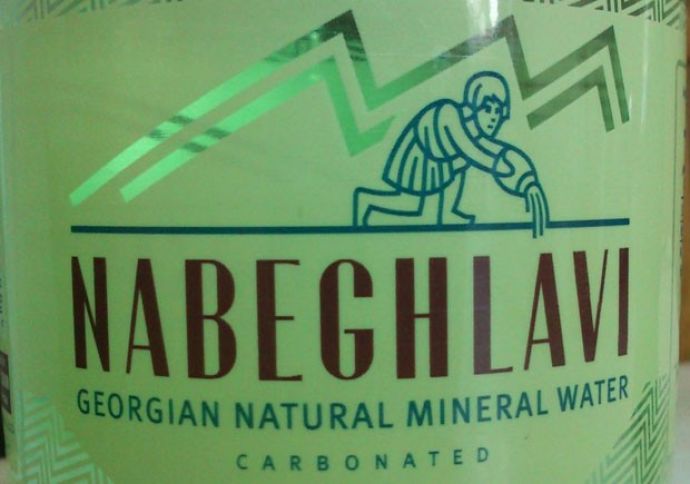 NABEGHLAVI
GEORGIAN NATURAL MINERAL WATER
CARBONATED